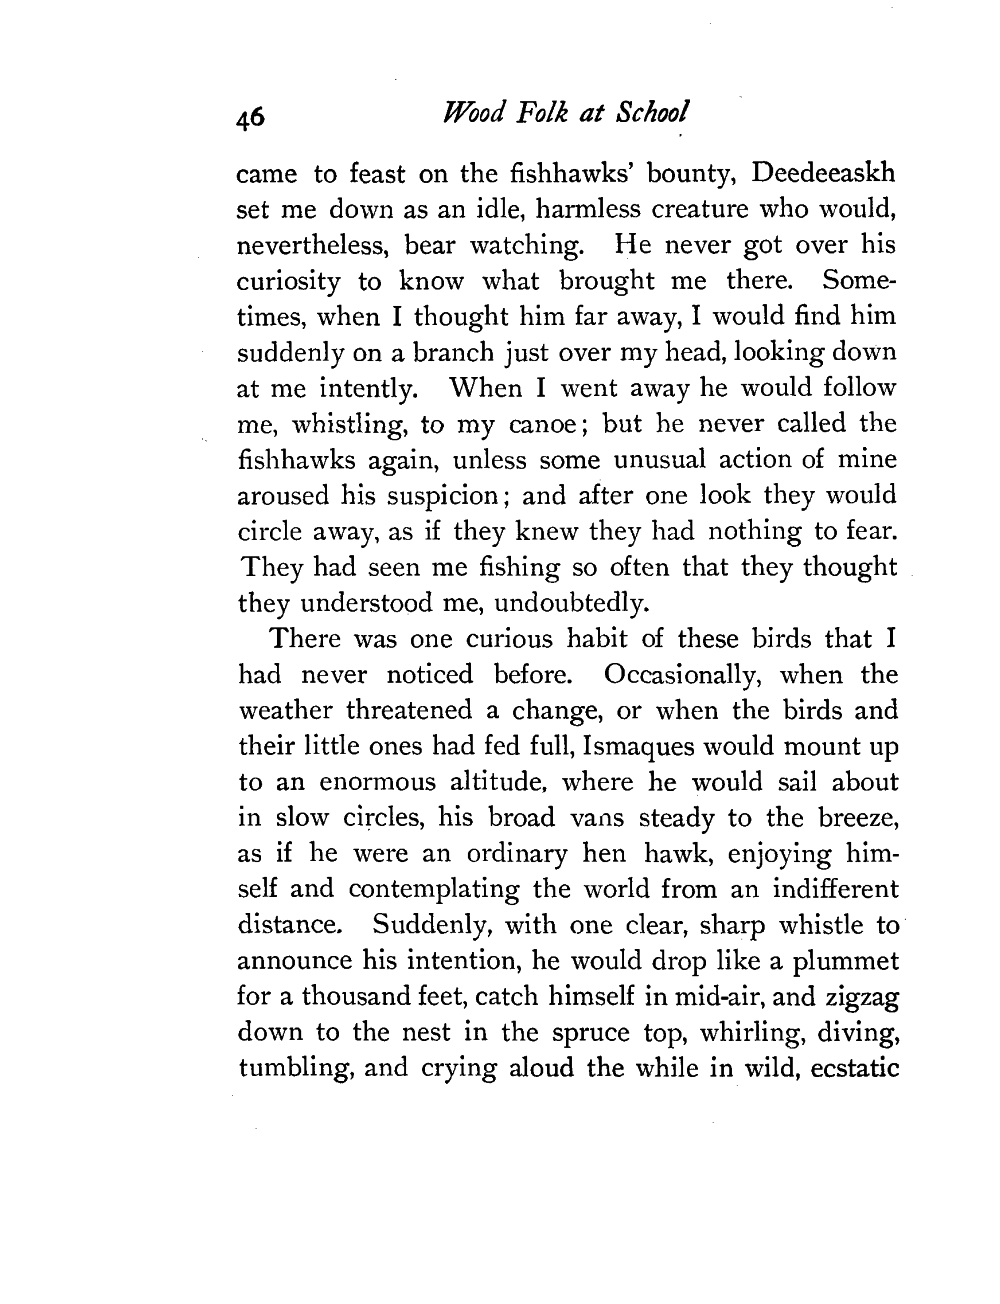 46 Wood Folk at School
came to feast on the fishhawks' bounty, Deedeeaskh
set me down as an idle, harmless creature who would,
nevertheless, bear watching. He never got over his
curiosity to know what brought me there. Some-
times, when I thought him far away, I would find him
suddenly on a branch just over my head, looking down
at me intently. When I went away he would follow
me, whistling, to my canoe; but he never called the
fishhawks again, unless some unusual action of mine
aroused his suspicion; and after one look they would
circle away, as if they knew they had nothing to fear.
They had seen me fishing so often that they thought
they understood me, undoubtedly.
There was one curious habit of these birds that I
had never noticed before. Occasionally, when the
weather threatened a change, or when the birds and
their little ones had fed full, Ismaques would mount up
to an enormous altitude, where he would sail about
in slow circles, his broad vans steady to the breeze,
as if he were an ordinary hen hawk, enjoying him-
self and contemplating the world from an indifferent
distance. Suddenly, with one clear, sharp whistle to
announce his intention, he would drop like a plummet
for a thousand feet, catch himself in mid-air, and zigzag
down to the nest in the spruce top, whirling, diving,
tumbling, and crying aloud the while in wild, ecstatic